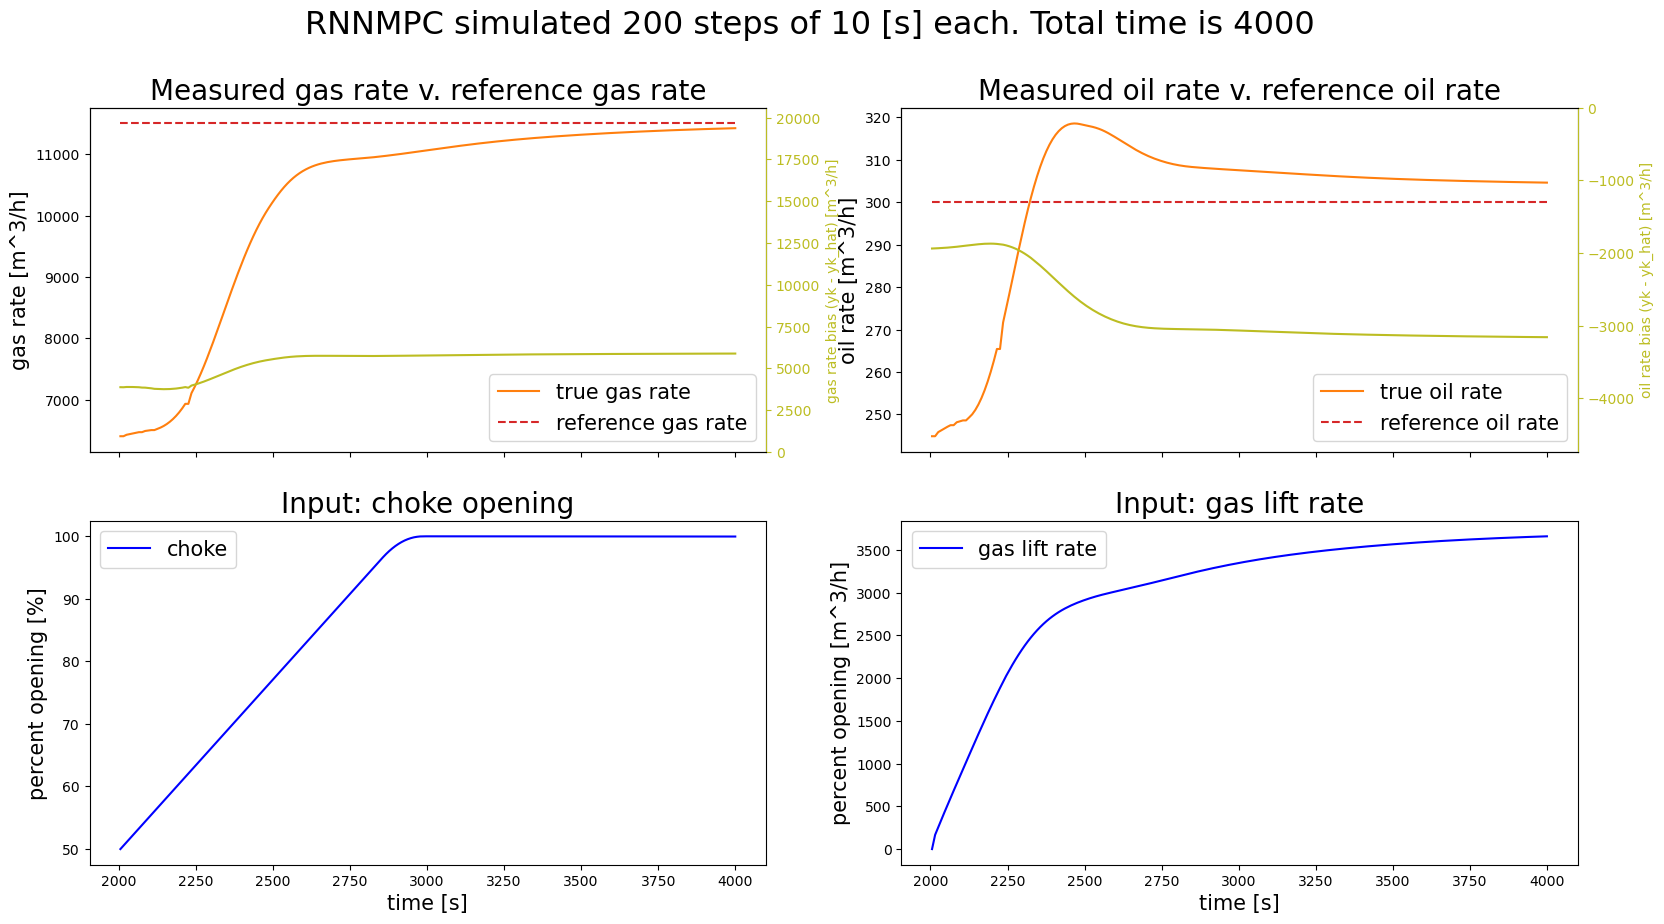 RNNMPC simulated 200 steps of 10 [s] each. Total time is 4000
Measured gas rate v. reference gas rate
gas rate [m^3/h]
11000
10000
9000
8000
7000
20000
17500
15000
12500
10000
7500
5000
2500
0
gas rate bias (yk - yk_hat) [m^3/h]
true gas rate
reference gas rate
Measured oil rate v. reference oil rate
oil rate [m^3/h]
320
310
300
290
280
270
260
250
0
−1000
−2000
−3000
−4000
oil rate bias (yk - yk_hat) [m^3/h]
true oil rate
reference oil rate
Input: choke opening
percent opening [%]
100
90
80
70
60
50
choke
2000 2250 2500 2750 3000 3250 3500 3750 4000
time [s]
Input: gas lift rate
percent opening [m^3/h]
3500
3000
2500
2000
1500
1000
500
0
gas lift rate
2000 2250 2500 2750 3000 3250 3500 3750 4000
time [s]